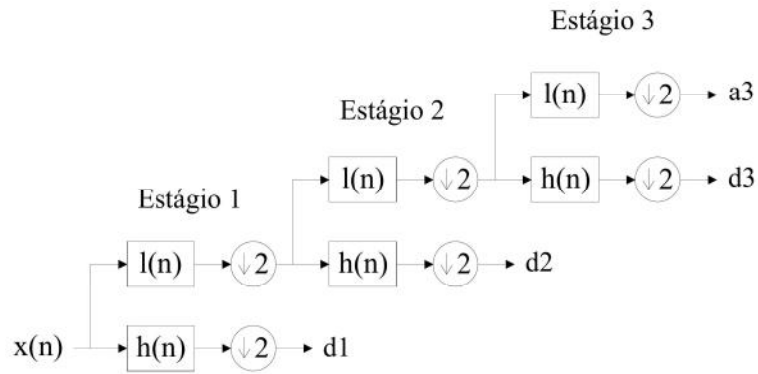 Estágio 3
l(n) ↓2 a3
Estágio 2
l(n) ↓2 h(n) ↓2 d3
Estágio 1
l(n) ↓2 h(n) ↓2 d2
x(n) h(n) ↓2 d1